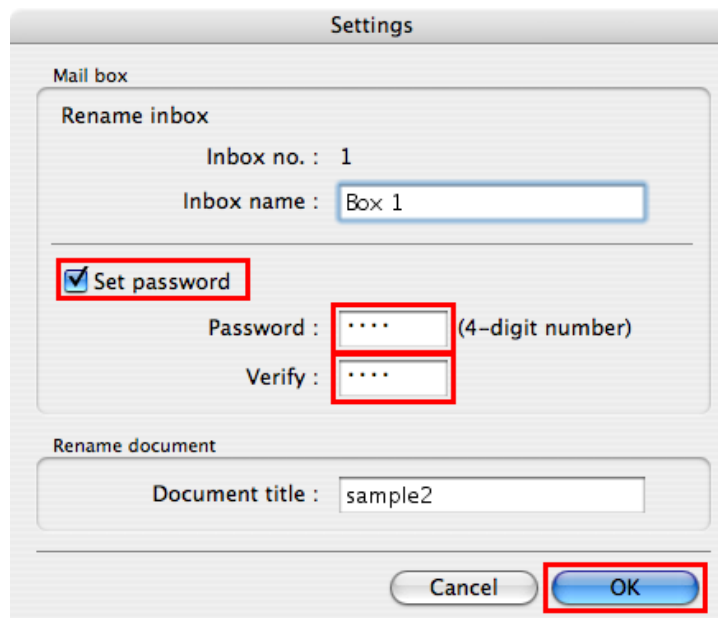 Settings
Mail box
Rename inbox
Inbox no. : 1
Inbox name : Box 1
Set password
Password : •••• (4-digit number)
Verify : ••••
Rename document
Document title : sample2
Cancel OK